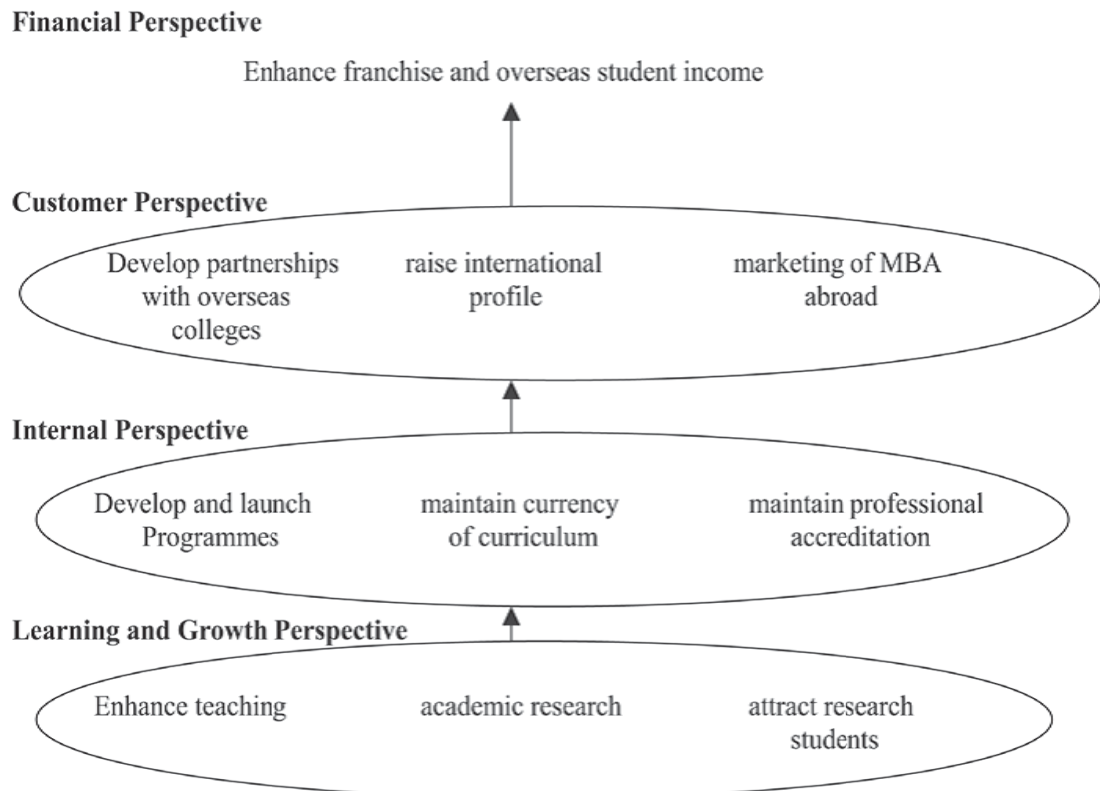 Financial Perspective
Enhance franchise and overseas student income
Customer Perspective
Develop partnerships
with overseas
colleges
raise international
profile
marketing of MBA
abroad
Internal Perspective
Develop and launch
Programmes
maintain currency
of curriculum
maintain professional
accreditation
Learning and Growth Perspective
Enhance teaching
academic research
attract research
students